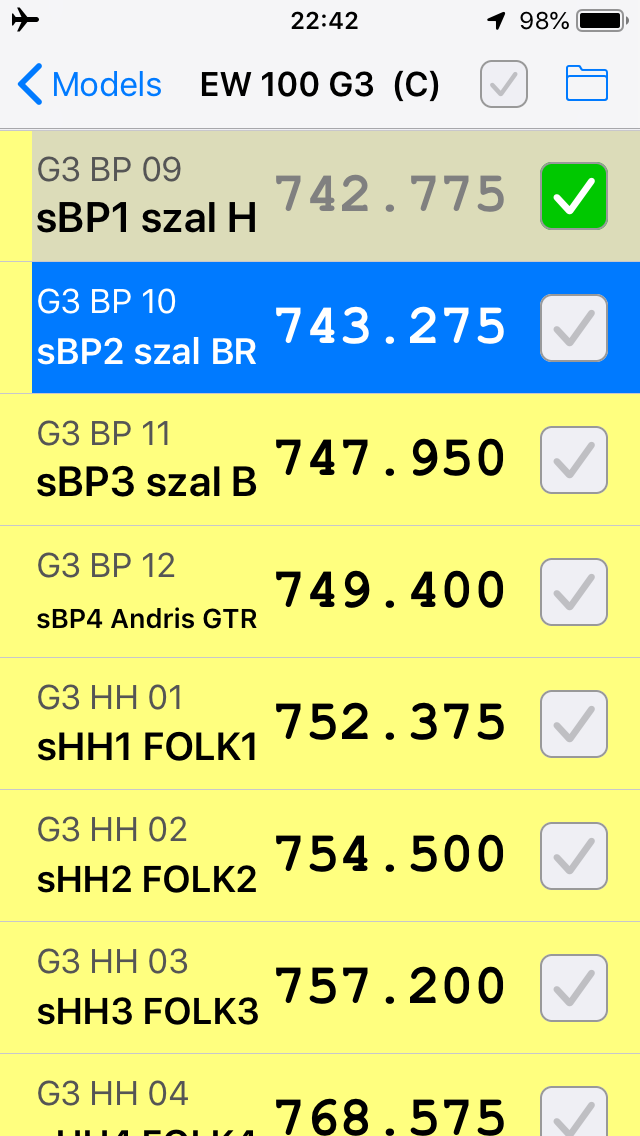 22:42 98%
Models EW 100 G3 (C)
G3 BP 09
sBP1 szal H 742.775
G3 BP 10
sBP2 szal BR 743.275
G3 BP 11
sBP3 szal B 747.950
G3 BP 12
sBP4 Andris GTR 749.400
G3 HH 01
sHH1 FOLK1 752.375
G3 HH 02
sHH2 FOLK2 754.500
G3 HH 03
sHH3 FOLK3 757.200
G3 HH 04
sHH4 FOLK4 768.575